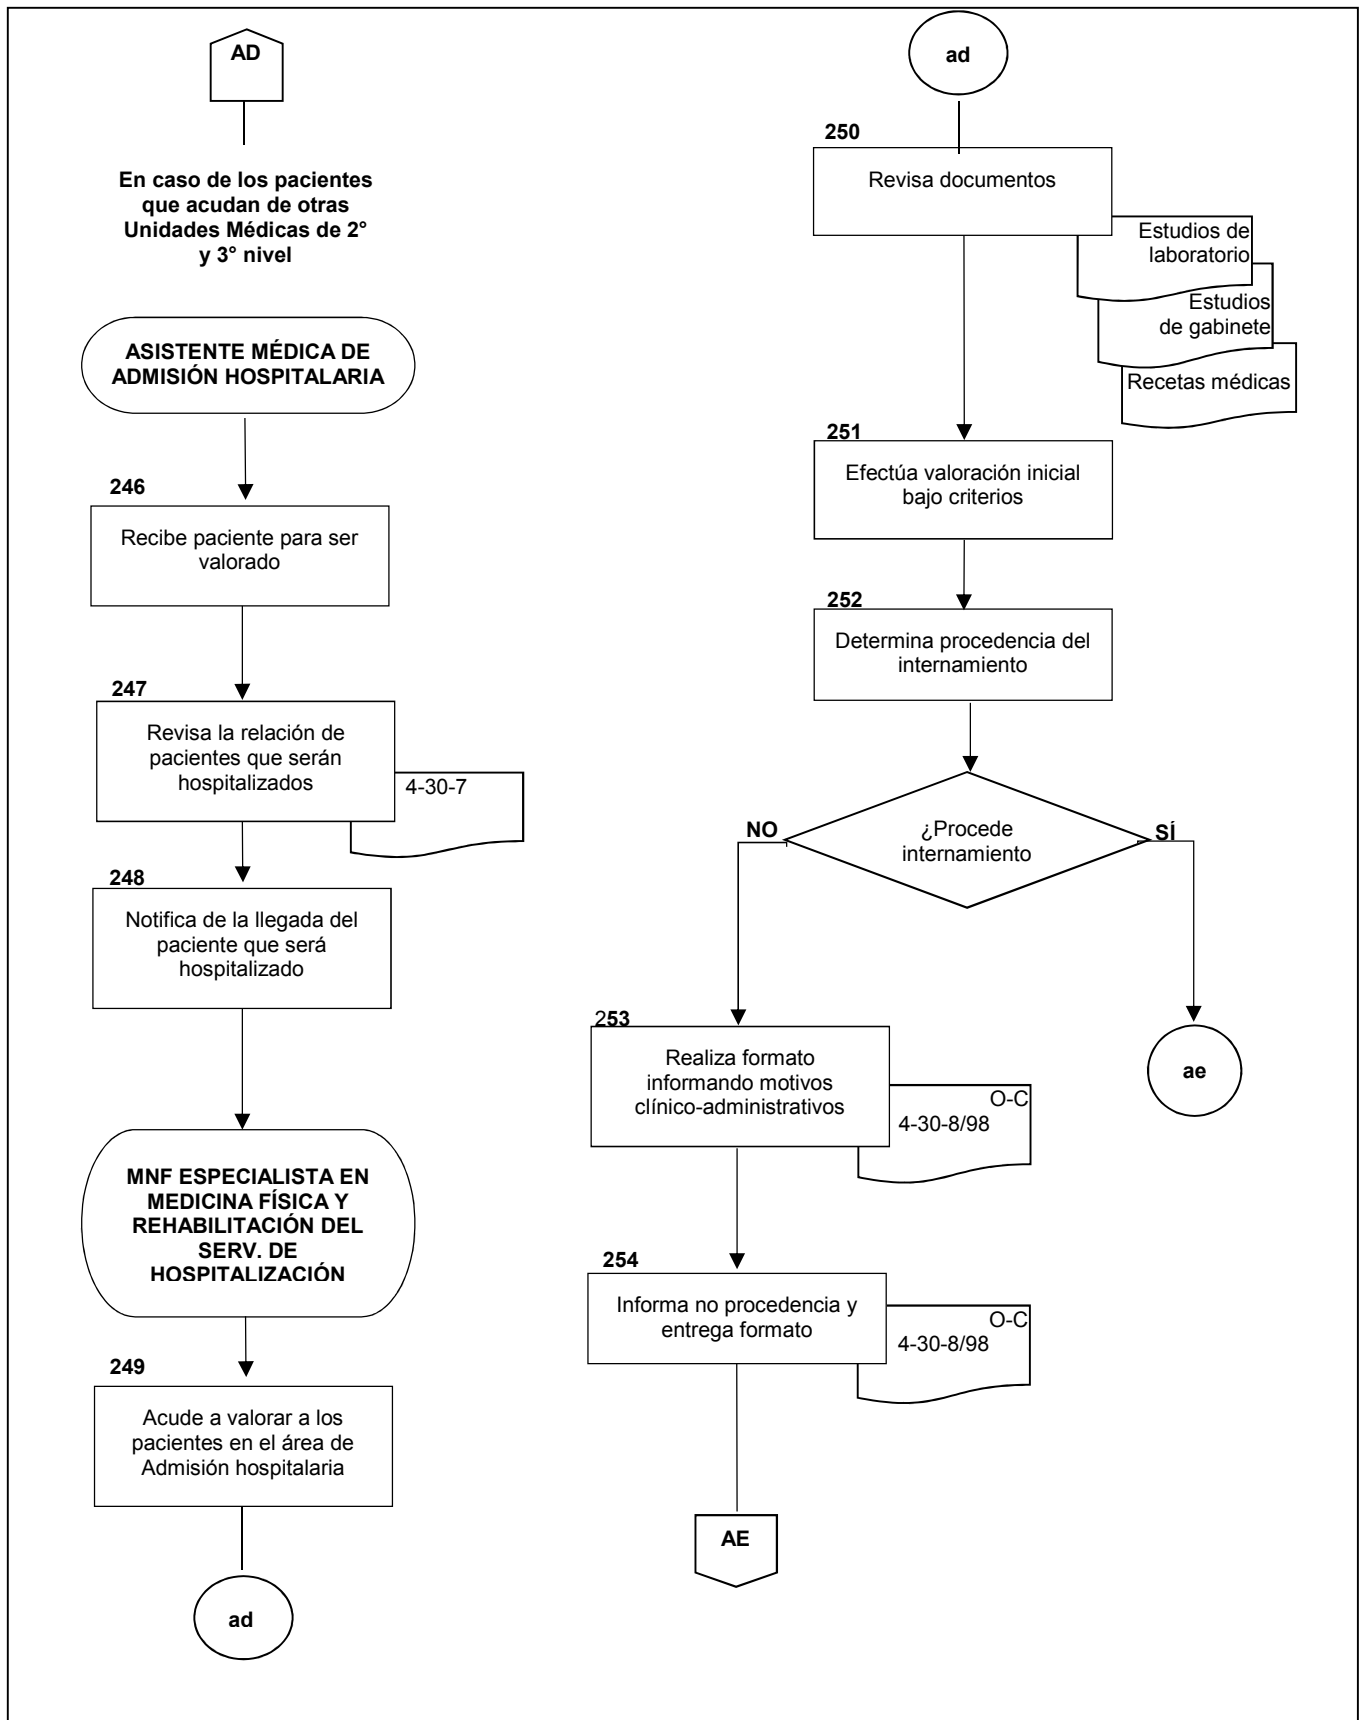 AD
En caso de los pacientes
que acudan de otras
Unidades Médicas de 2°
y 3° nivel
ASISTENTE MÉDICA DE
ADMISIÓN HOSPITALARIA
246
Recibe paciente para ser
valorado
247
Revisa la relación de
pacientes que serán
hospitalizados
4-30-7
248
Notifica de la llegada del
paciente que será
hospitalizado
MNF ESPECIALISTA EN
MEDICINA FÍSICA Y
REHABILITACIÓN DEL
SERV. DE
HOSPITALIZACIÓN
249
Acude a valorar a los
pacientes en el área de
Admisión hospitalaria
ad
ad
250
Revisa documentos
Estudios de
laboratorio
Estudios
de gabinete
Recetas médicas
251
Efectúa valoración inicial
bajo criterios
252
Determina procedencia del
internamiento
¿Procede
internamiento
NO
SÍ
253
Realiza formato
informando motivos
clínico-administrativos
O-C
4-30-8/98
ae
254
Informa no procedencia y
entrega formato
O-C
4-30-8/98
AE